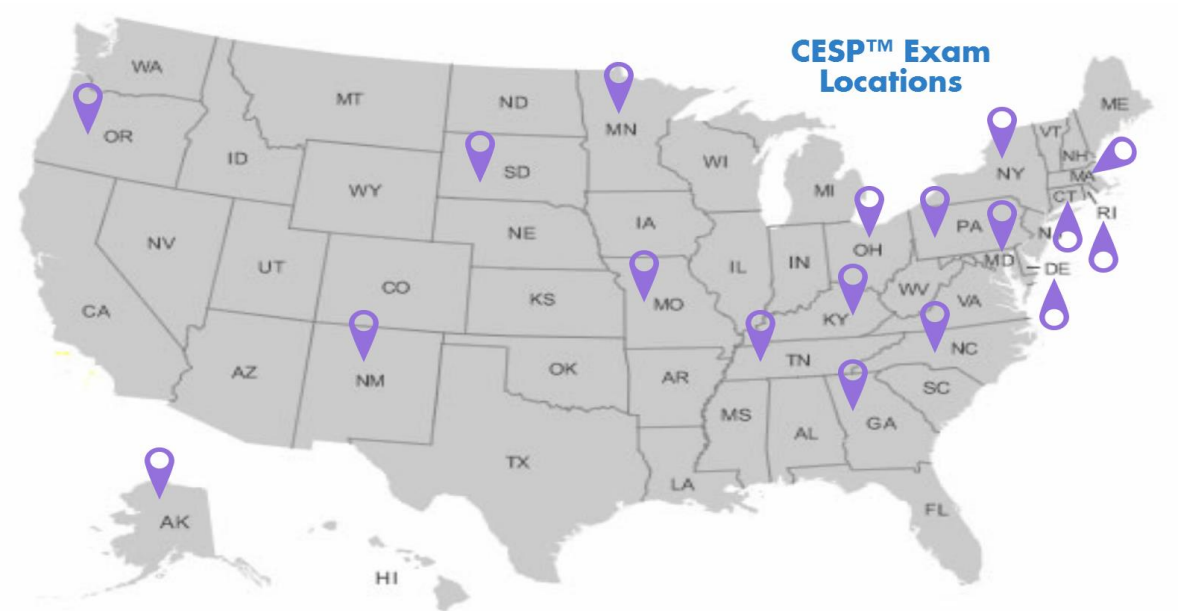 CESP™ Exam
Locations
WA
MT
ND
MN
ME
VT
NH
OR
ID
SD
WI
NY
MA
WY
MI
CT
RI
IA
NE
PA
NV
OH
UT
IL
IN
MD
DE
CO
WV
CA
KS
MO
VA
KY
NC
TN
AZ
NM
OK
AR
SC
MS
AL
GA
TX
LA
FL
AK
HI